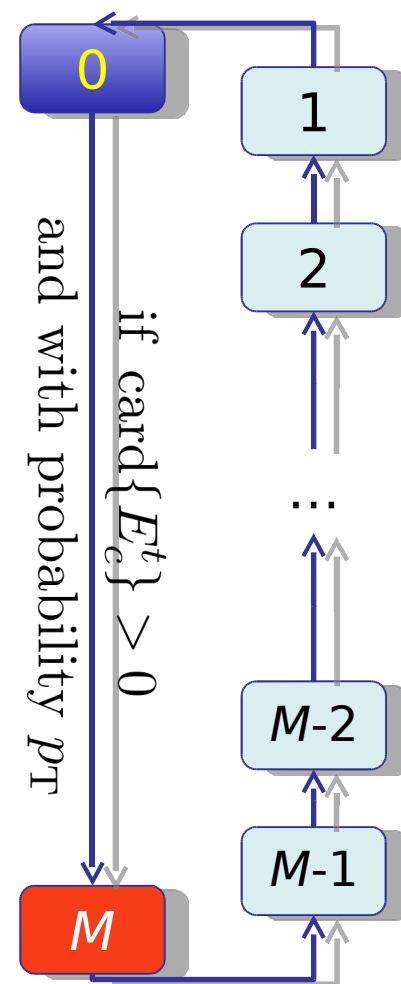 0
1
2
...
M-2
M-1
M
if card{E_c^t} > 0
and with probability p_T